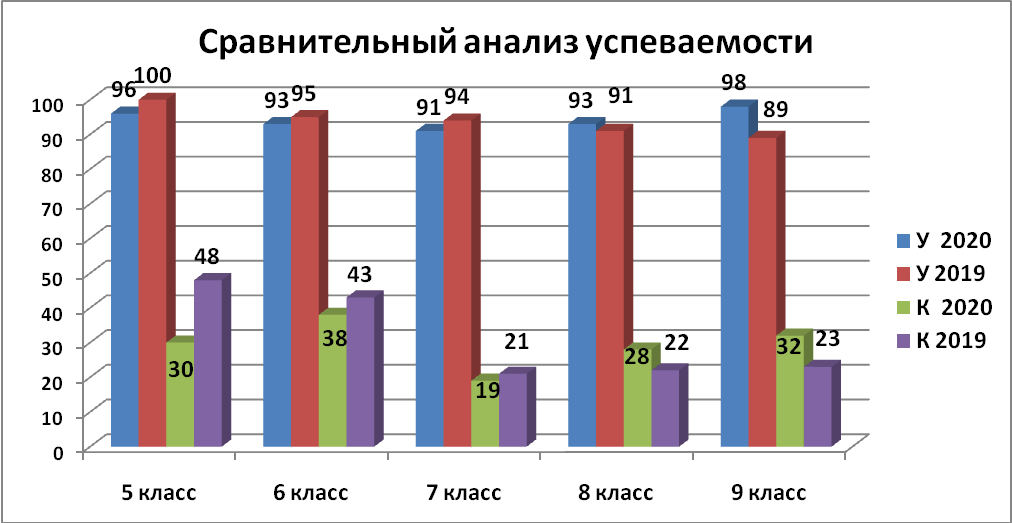 Сравнительный анализ успеваемости
96 100 93 95 91 94 93 91 98 89
100
90
80
70
60
50
40
30
20
10
0
30 48 38 43 19 21 28 22 32 23
У 2020
У 2019
К 2020
К 2019
5 класс 6 класс 7 класс 8 класс 9 класс